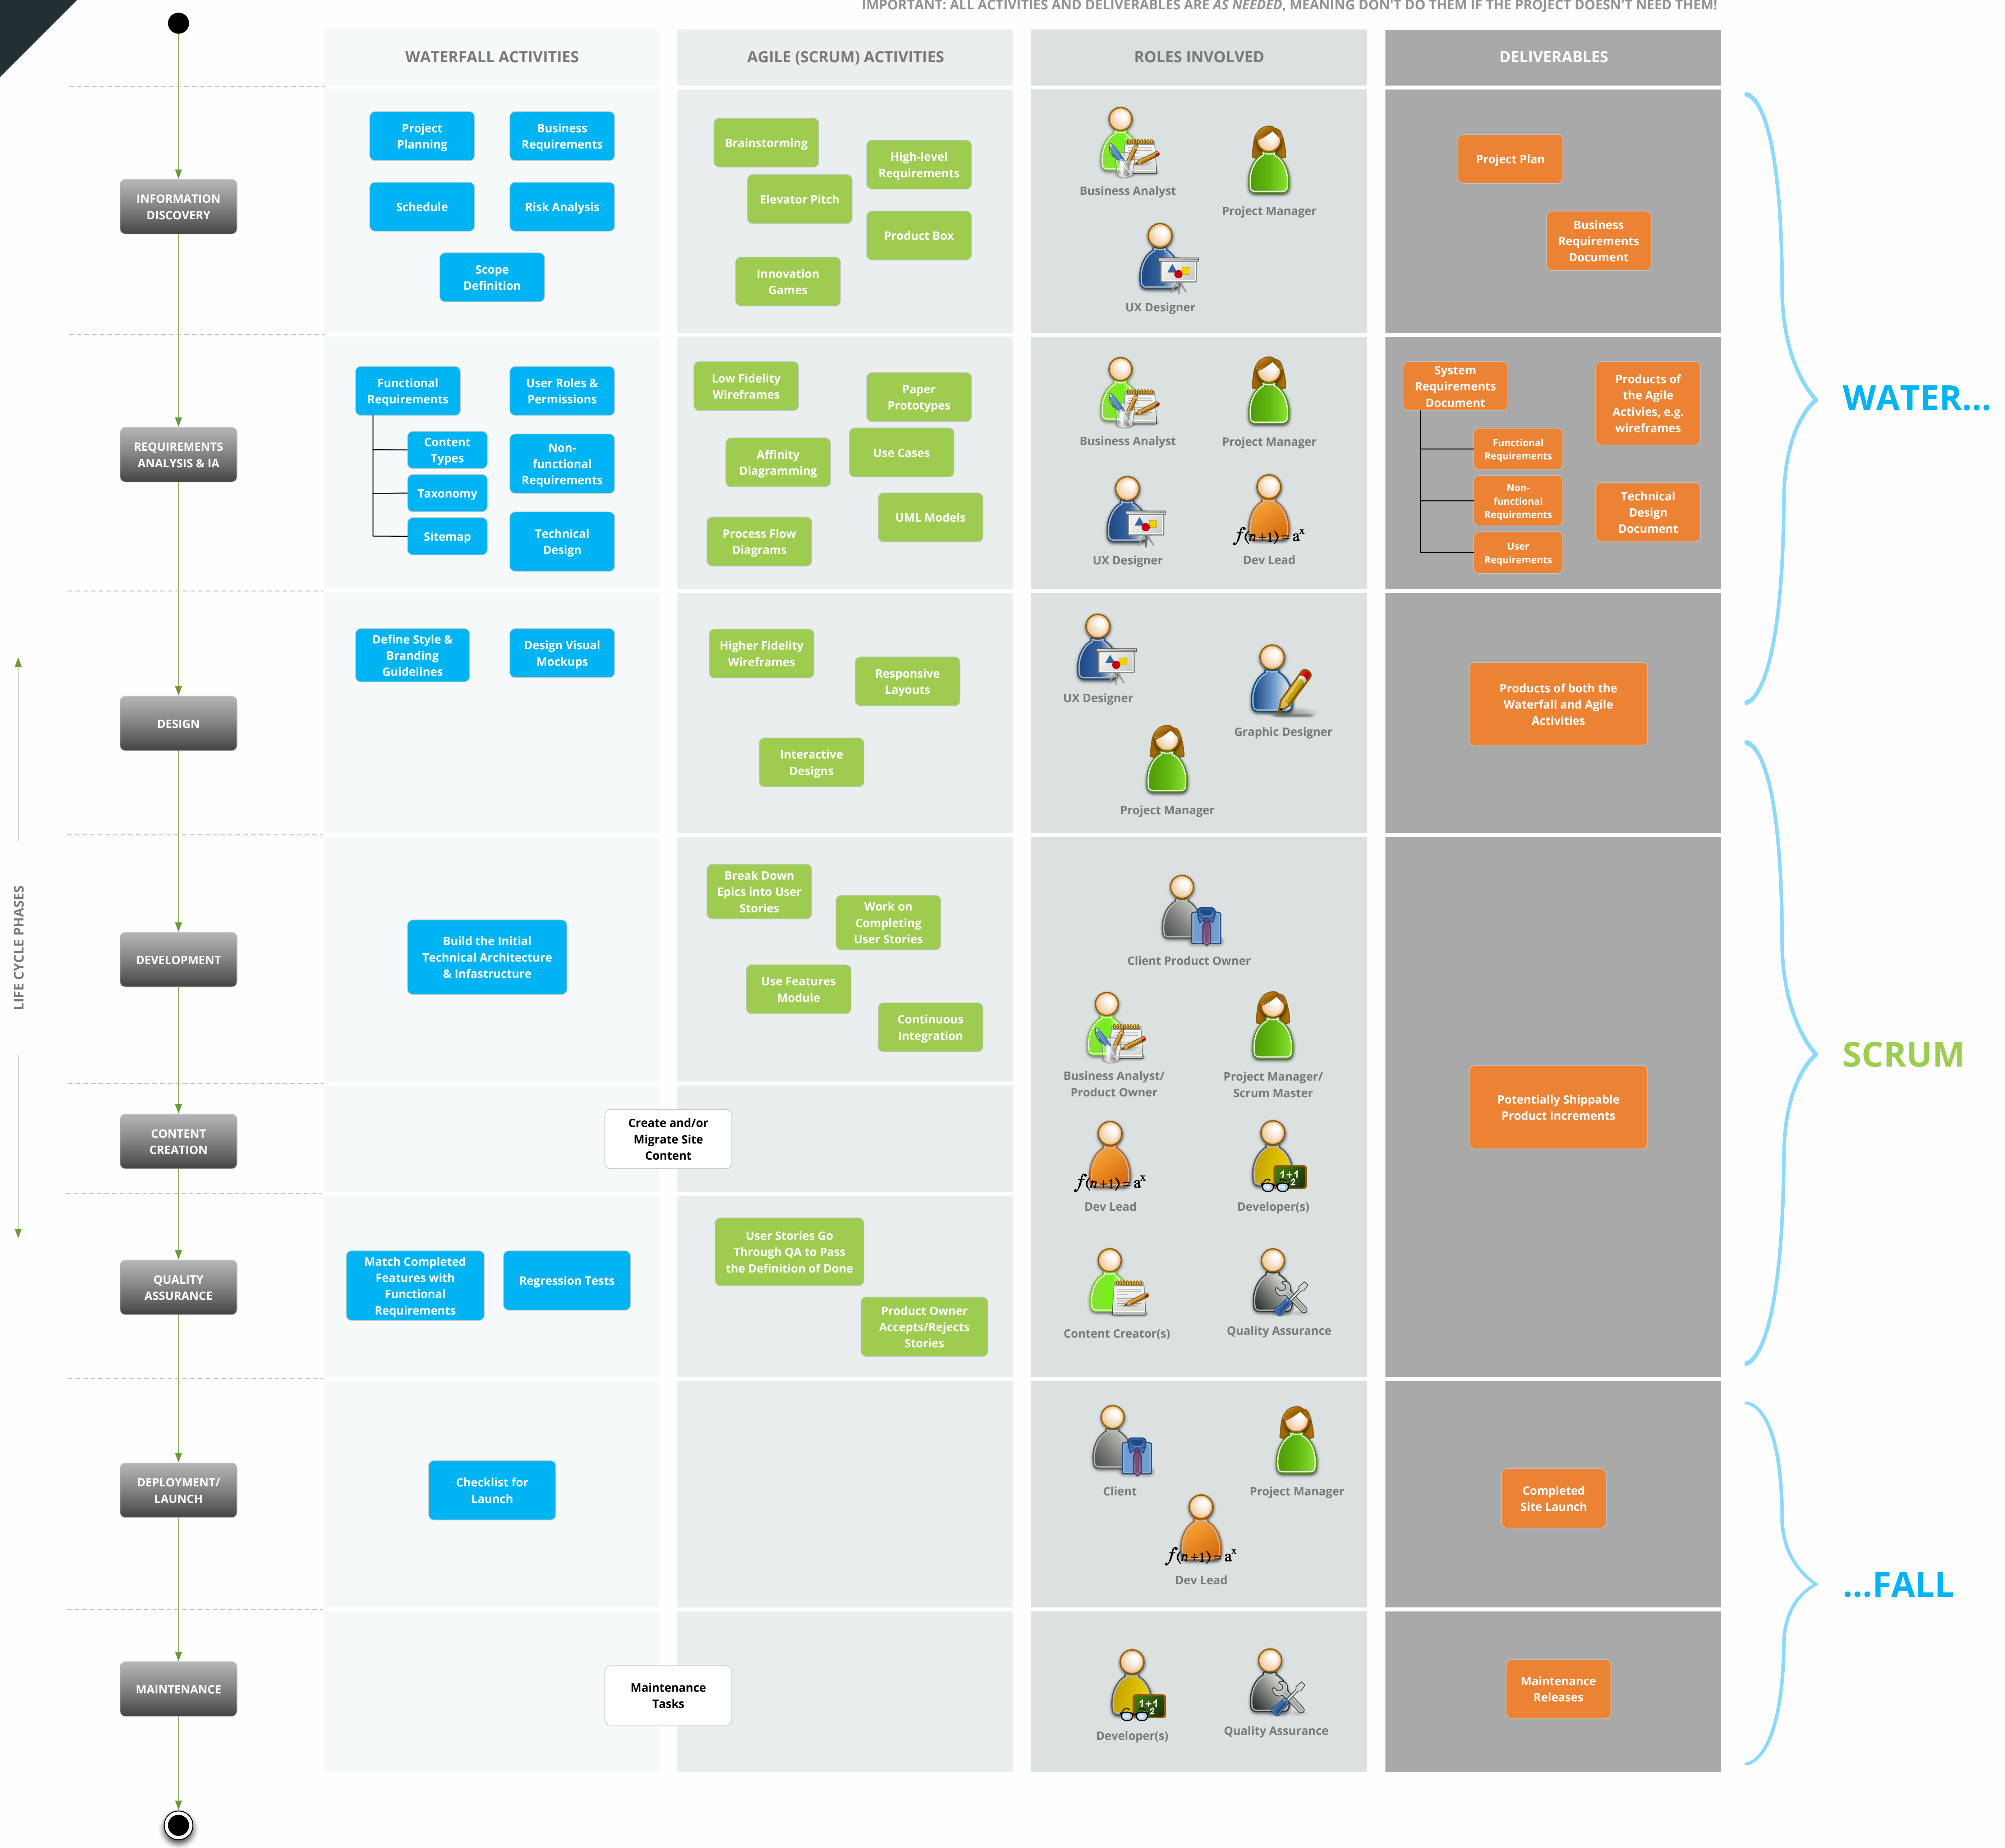 IMPORTANT: ALL ACTIVITIES AND DELIVERABLES ARE AS NEEDED, MEANING DON'T DO THEM IF THE PROJECT DOESN'T NEED THEM!
WATERFALL ACTIVITIES
AGILE (SCRUM) ACTIVITIES
ROLES INVOLVED
DELIVERABLES
LIFE CYCLE PHASES
INFORMATION
DISCOVERY
Project
Planning
Business
Requirements
Schedule
Risk Analysis
Scope
Definition
Brainstorming
High-level
Requirements
Elevator Pitch
Product Box
Innovation
Games
Business Analyst
Project Manager
UX Designer
Project Plan
Business
Requirements
Document
REQUIREMENTS
ANALYSIS & IA
Functional
Requirements
User Roles &
Permissions
Content
Types
Taxonomy
Sitemap
Non-
functional
Requirements
Technical
Design
Low Fidelity
Wireframes
Paper
Prototypes
Affinity
Diagramming
Use Cases
UML Models
Process Flow
Diagrams
Business Analyst
Project Manager
UX Designer
f(n+1) = aˣ
Dev Lead
System
Requirements
Document
Functional
Requirements
Non-
functional
Requirements
User
Requirements
Products of
the Agile
Activies, e.g.
wireframes
Technical
Design
Document
WATER...
DESIGN
Define Style &
Branding
Guidelines
Design Visual
Mockups
Higher Fidelity
Wireframes
Responsive
Layouts
Interactive
Designs
UX Designer
Graphic Designer
Project Manager
Products of both the
Waterfall and Agile
Activities
DEVELOPMENT
Build the Initial
Technical Architecture
& Infastructure
Break Down
Epics into User
Stories
Work on
Completing
User Stories
Use Features
Module
Continuous
Integration
Client Product Owner
Business Analyst/
Product Owner
Project Manager/
Scrum Master
f(n+1) = aˣ
Dev Lead
1+1
2
Developer(s)
Content Creator(s)
Quality Assurance
Potentially Shippable
Product Increments
SCRUM
CONTENT
CREATION
Create and/or
Migrate Site
Content
QUALITY
ASSURANCE
Match Completed
Features with
Functional
Requirements
Regression Tests
User Stories Go
Through QA to Pass
the Definition of Done
Product Owner
Accepts/Rejects
Stories
DEPLOYMENT/
LAUNCH
Checklist for
Launch
Client
Project Manager
f(n+1) = aˣ
Dev Lead
Completed
Site Launch
...FALL
MAINTENANCE
Maintenance
Tasks
1+1
2
Developer(s)
Quality Assurance
Maintenance
Releases